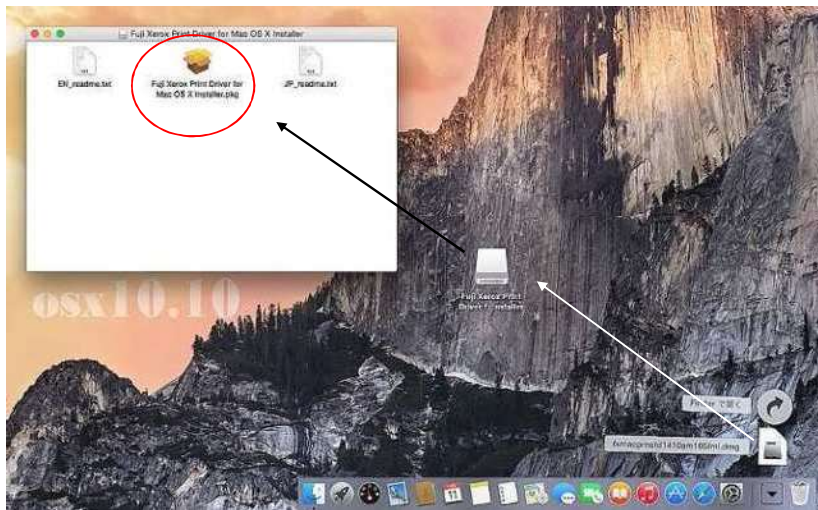 Fuji Xerox Print Driver for Mac OS X Installer
EN_readme.txt
Fuji Xerox Print Driver for
Mac OS X Installer.pkg
JP_readme.txt
osx10.10
Fuji Xerox Print
Finder で開く
11